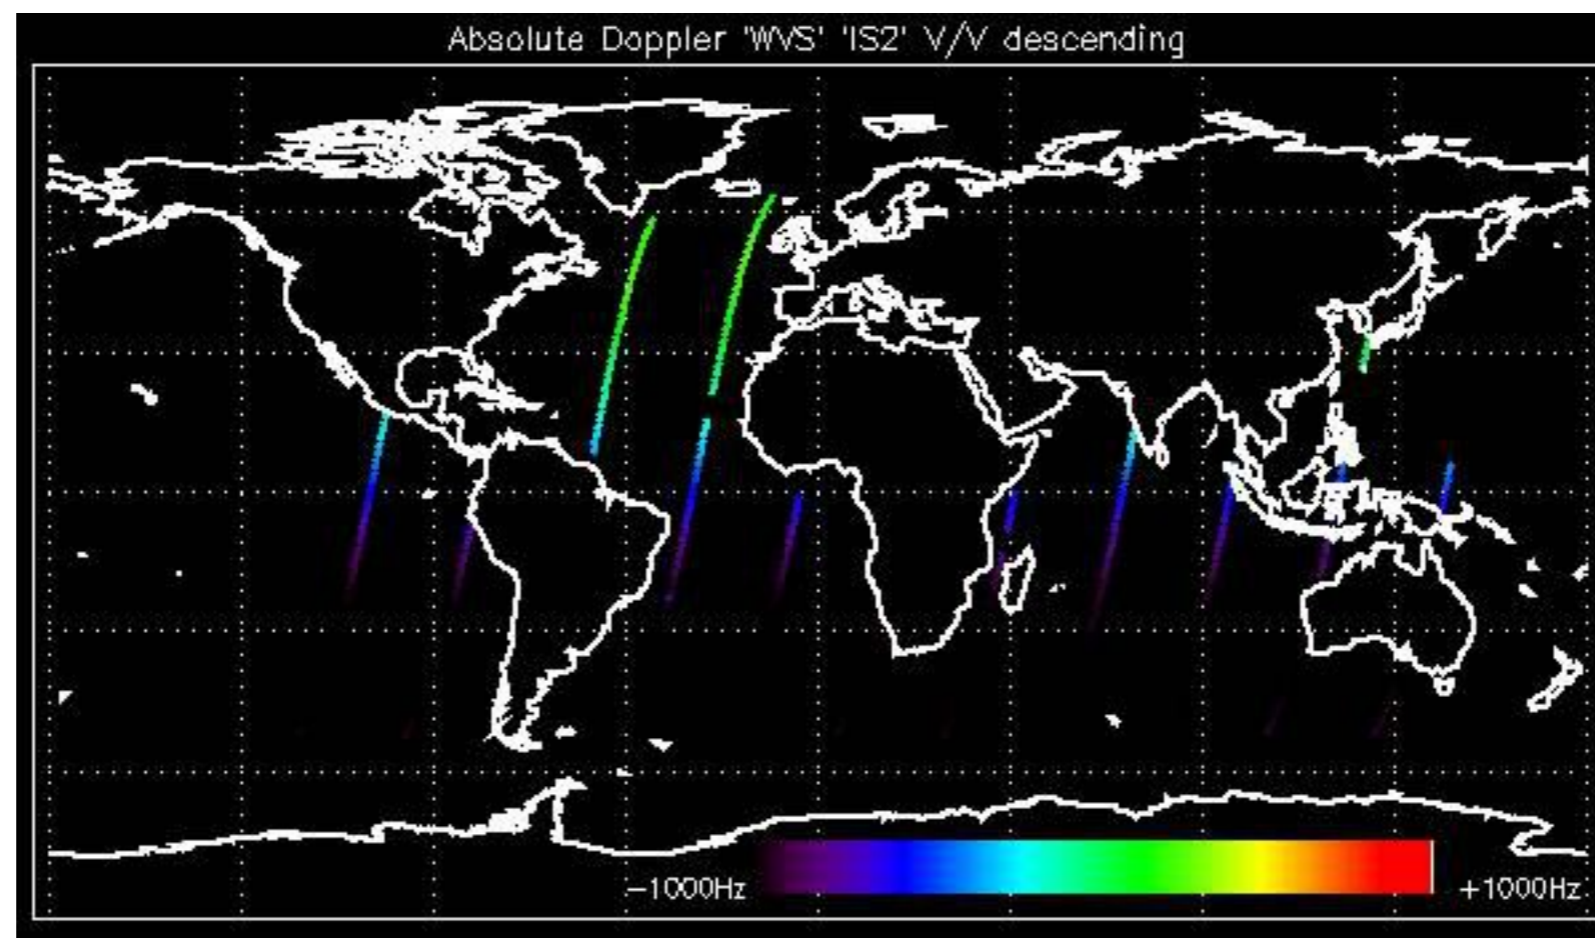 Absolute Doppler 'WVS' 'IS2' V/V descending
−1000Hz
+1000Hz